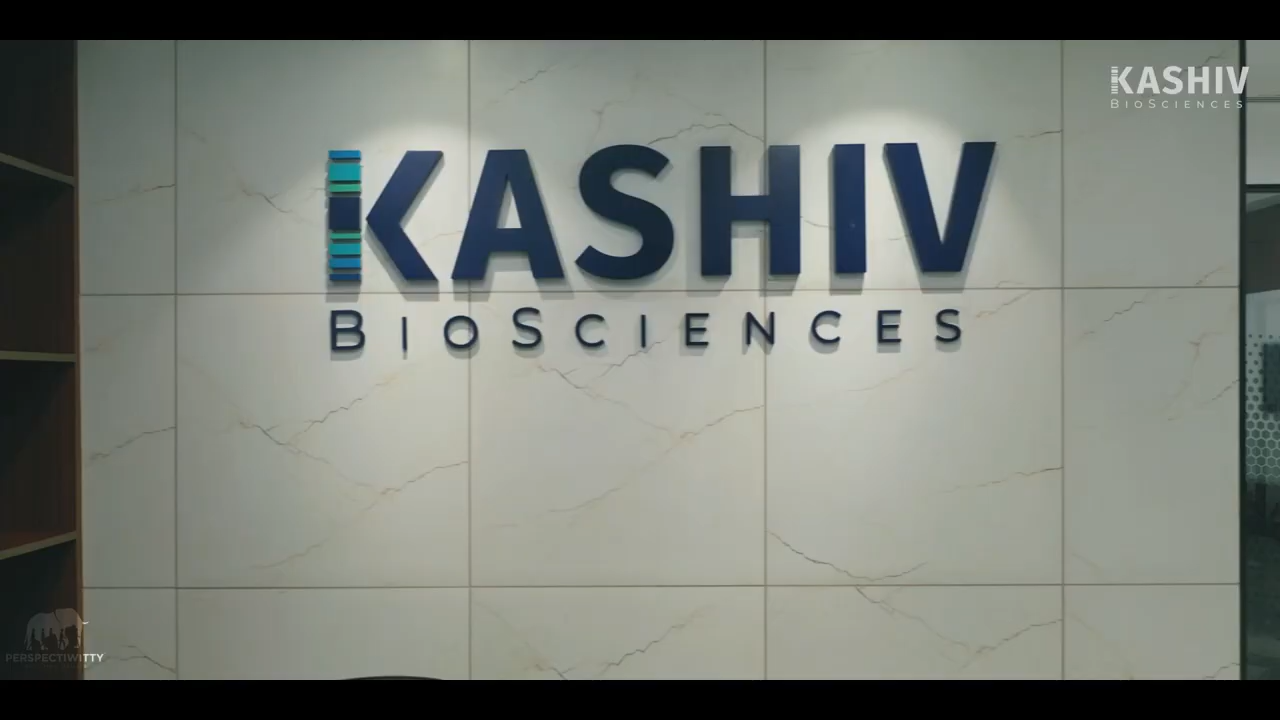 KASHIV
BIOSCIENCES
KASHIV
BIOSCIENCES
PERSPECTIWITTY